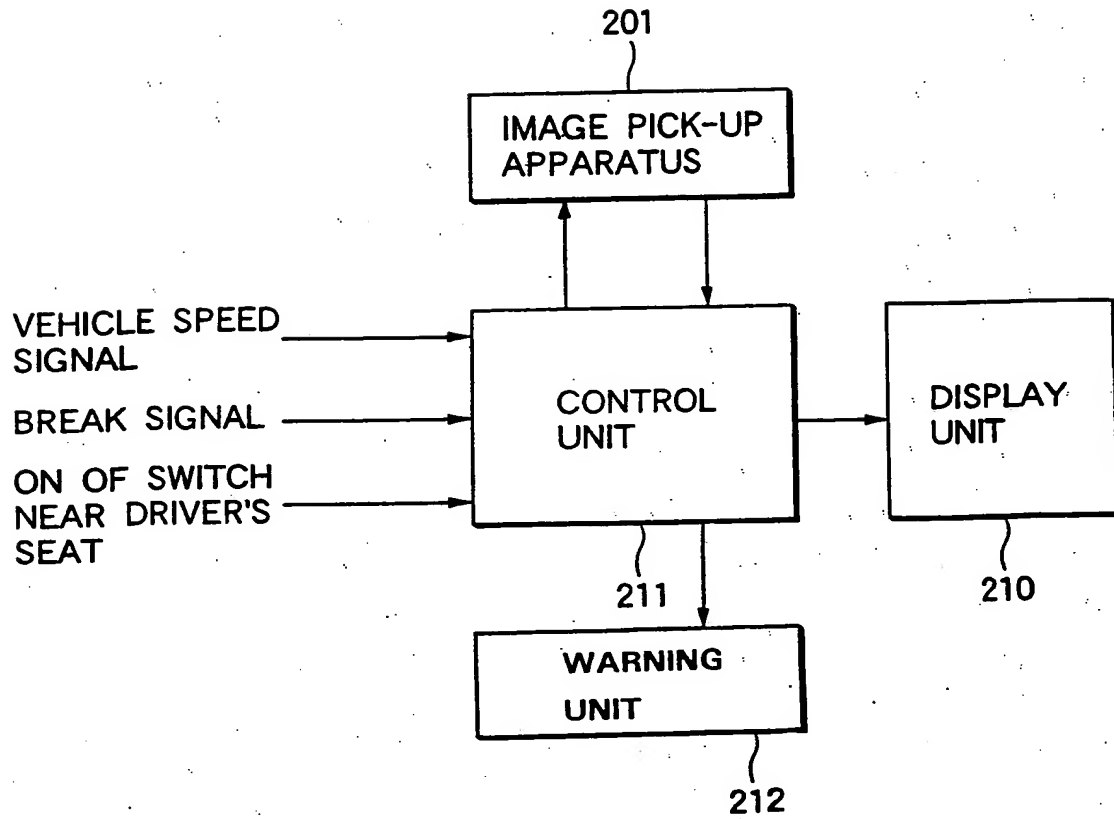 201
IMAGE PICK-UP
APPARATUS
VEHICLE SPEED
SIGNAL
BREAK SIGNAL
ON OF SWITCH
NEAR DRIVER'S
SEAT
CONTROL
UNIT
211
DISPLAY
UNIT
210
WARNING
UNIT
212